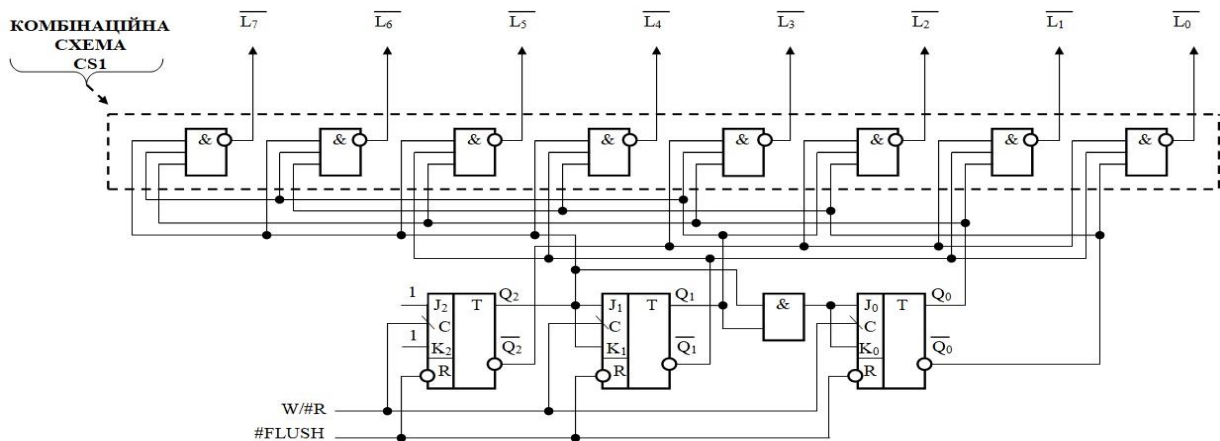 КОМБІНАЦІЙНА
СХЕМА
CS1
L7 L6 L5 L4 L3 L2 L1 L0
& & & & & & & &
1 J2 T Q2 J1 T Q1 & J0 T Q0
C C C
1 K2 Q2 K1 Q1 K0 Q0
R R R
W/#R
#FLUSH